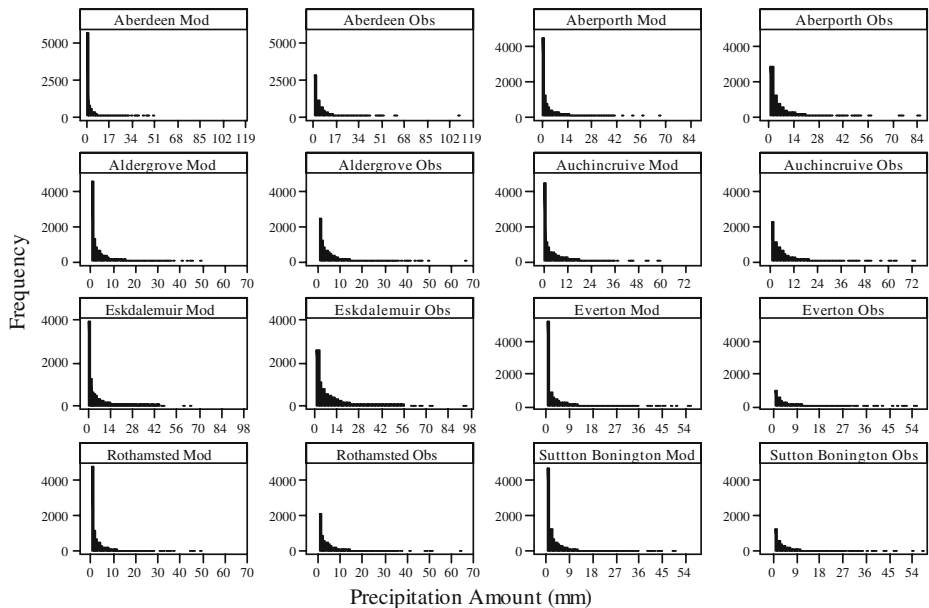 Aberdeen Mod
Aberdeen Obs
Aberporth Mod
Aberporth Obs
5000
2500
0
0 17 34 51 68 85 102 119
5000
2500
0
0 17 34 51 68 85 102 119
4000
2000
0
0 14 28 42 56 70 84
4000
2000
0
0 14 28 42 56 70 84
Aldergrove Mod
Aldergrove Obs
Auchincruive Mod
Auchincruive Obs
4000
2000
0
0 10 20 30 40 50 60 70
4000
2000
0
0 10 20 30 40 50 60 70
4000
2000
0
0 12 24 36 48 60 72
4000
2000
0
0 12 24 36 48 60 72
Frequency
Eskdalemuir Mod
Eskdalemuir Obs
Everton Mod
Everton Obs
4000
2000
0
0 14 28 42 56 70 84 98
4000
2000
0
0 14 28 42 56 70 84 98
4000
2000
0
0 9 18 27 36 45 54
4000
2000
0
0 9 18 27 36 45 54
Rothamsted Mod
Rothamsted Obs
Suttton Bonington Mod
Sutton Bonington Obs
4000
2000
0
0 10 20 30 40 50 60 70
4000
2000
0
0 10 20 30 40 50 60 70
4000
2000
0
0 9 18 27 36 45 54
4000
2000
0
0 9 18 27 36 45 54
Precipitation Amount (mm)